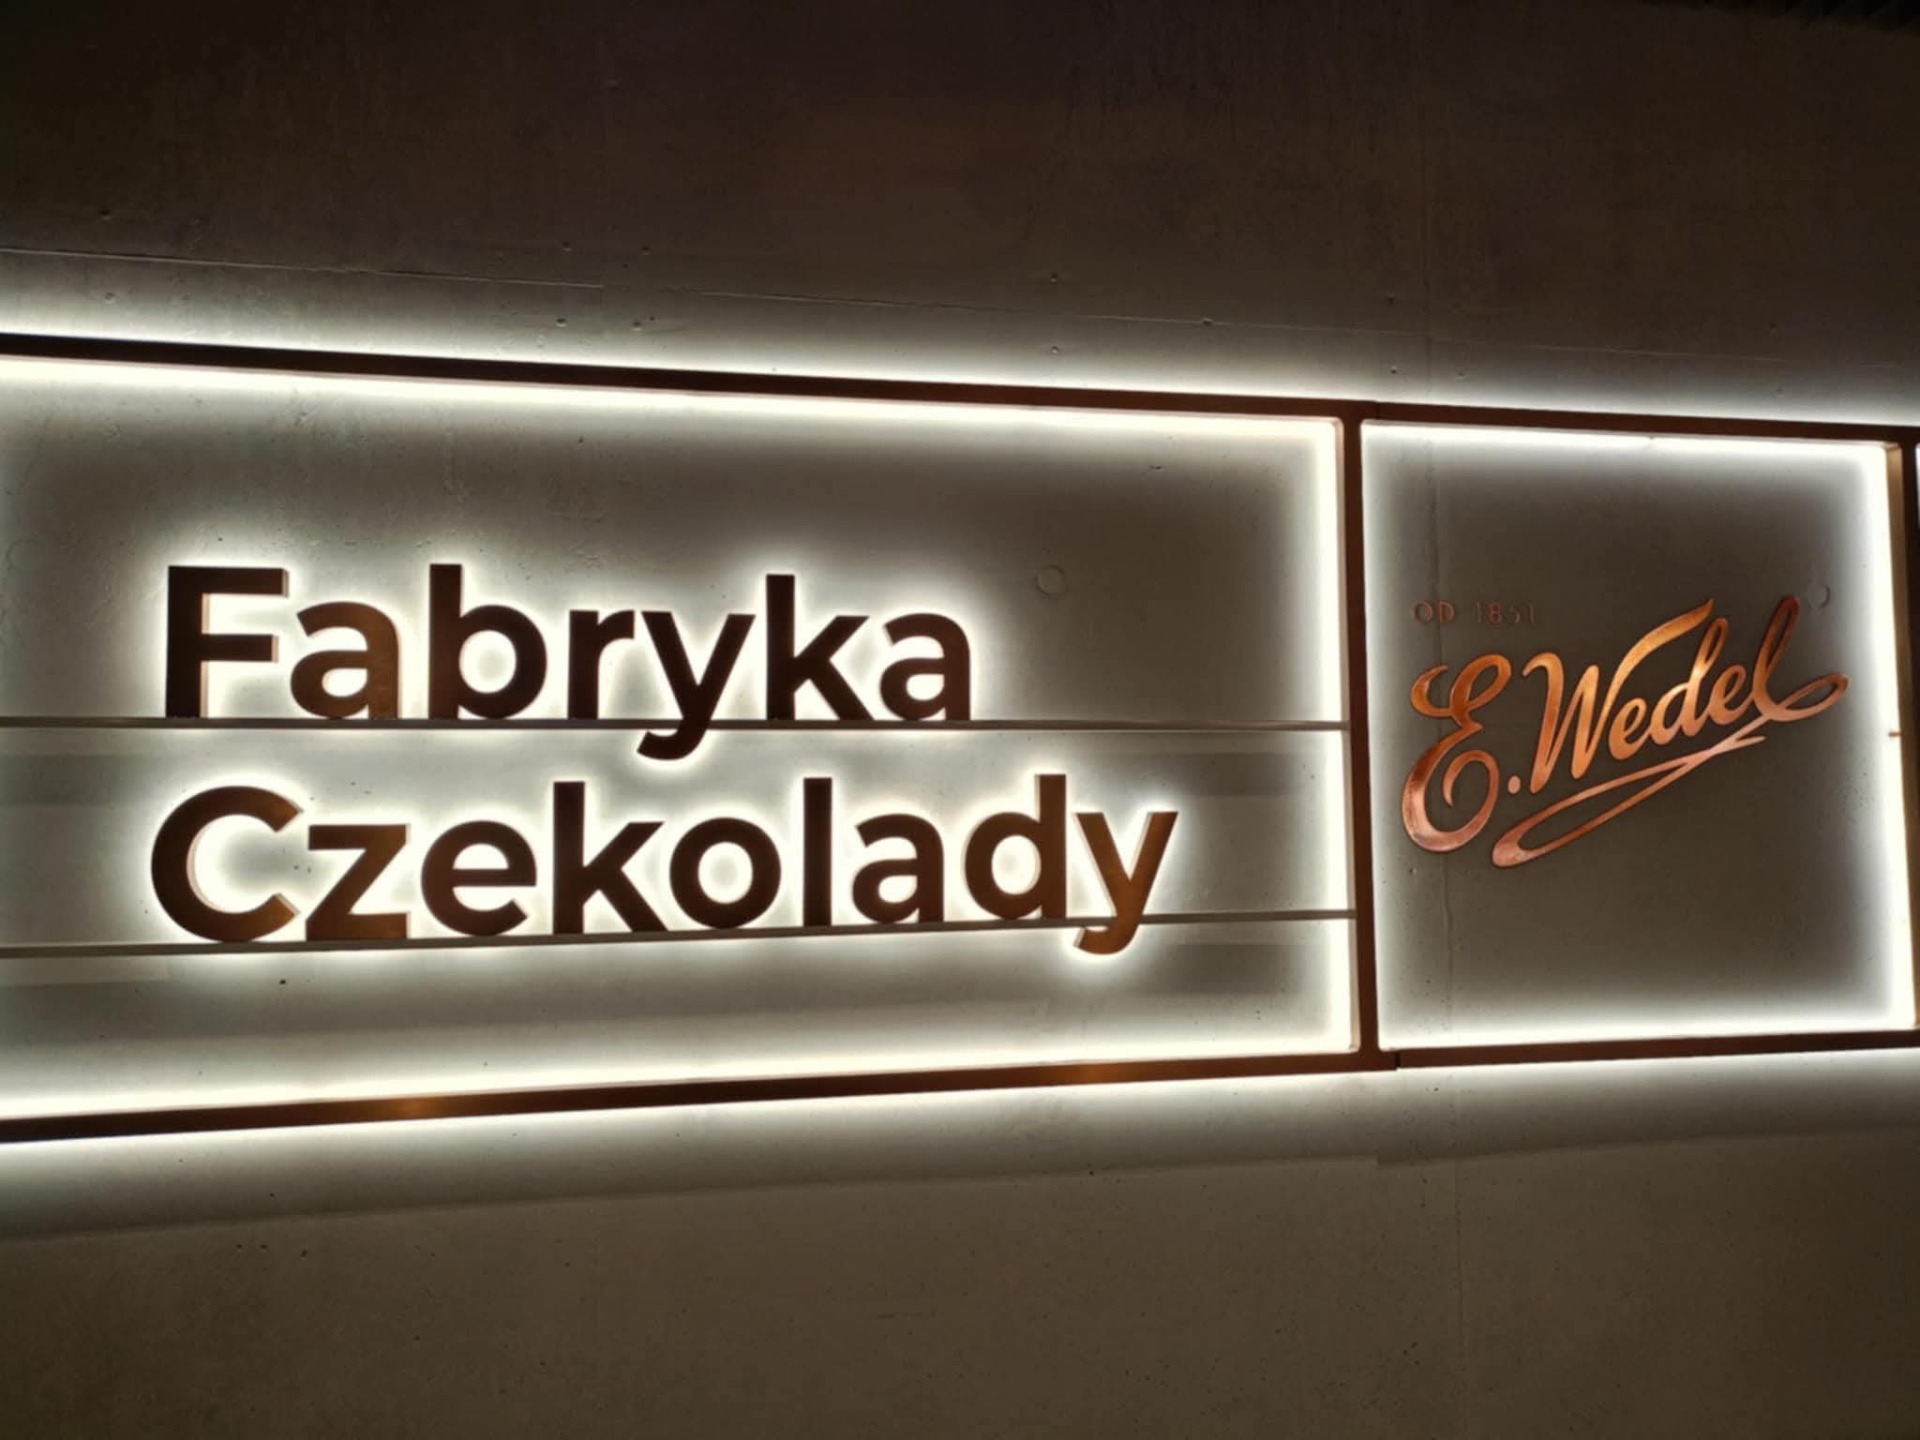 Fabryka
Czekolady
OD 1851
E. Wedel